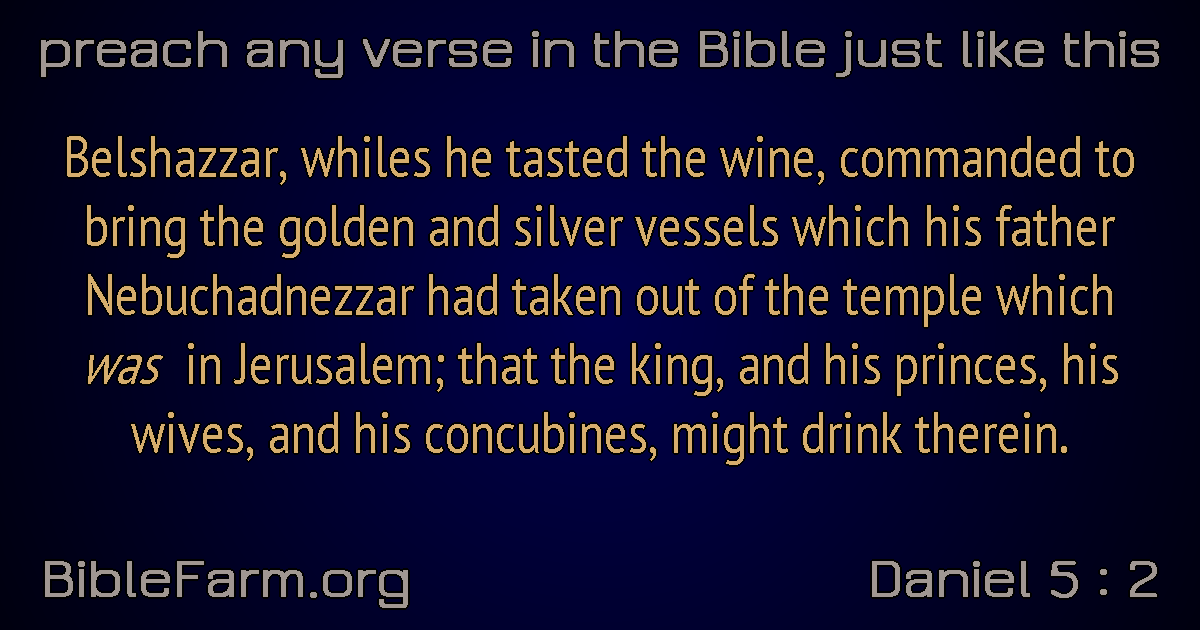 preach any verse in the Bible just like this
Belshazzar, whiles he tasted the wine, commanded to
bring the golden and silver vessels which his father
Nebuchadnezzar had taken out of the temple which
was in Jerusalem; that the king, and his princes, his
wives, and his concubines, might drink therein.
BibleFarm.org
Daniel 5 : 2